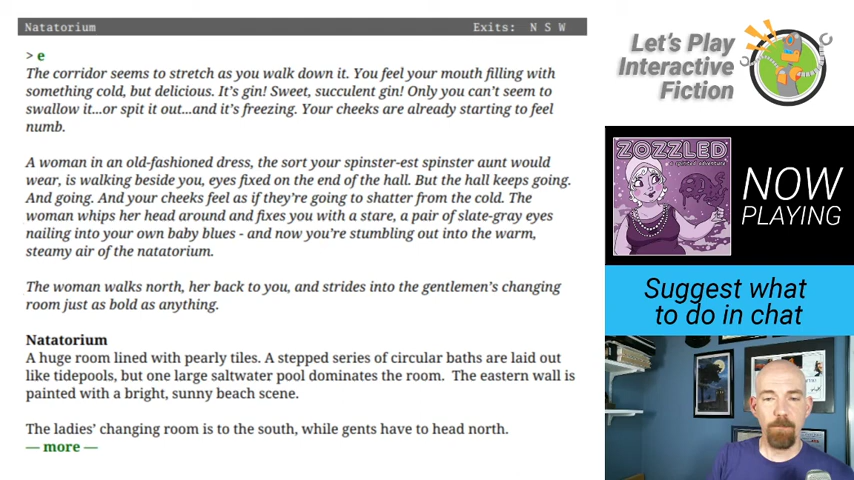 Natatorium Exits: N S W
> e
The corridor seems to stretch as you walk down it. You feel your mouth filling with
something cold, but delicious. It's gin! Sweet, succulent gin! Only you can't seem to
swallow it...or spit it out...and it's freezing. Your cheeks are already starting to feel
numb.
A woman in an old-fashioned dress, the sort your spinster-est spinster aunt would
wear, is walking beside you, eyes fixed on the end of the hall. But the hall keeps going.
And going. And your cheeks feel as if they're going to shatter from the cold. The
woman whips her head around and fixes you with a stare, a pair of slate-gray eyes
nailing into your own baby blues - and now you're stumbling out into the warm,
steamy air of the natatorium.
The woman walks north, her back to you, and strides into the gentlemen's changing
room just as bold as anything.
Natatorium
A huge room lined with pearly tiles. A stepped series of circular baths are laid out
like tidepools, but one large saltwater pool dominates the room. The eastern wall is
painted with a bright, sunny beach scene.
The ladies' changing room is to the south, while gents have to head north.
— more —
Let's Play
Interactive
Fiction
ZOZZLED
a spirited adventure
NOW
PLAYING
Suggest what
to do in chat